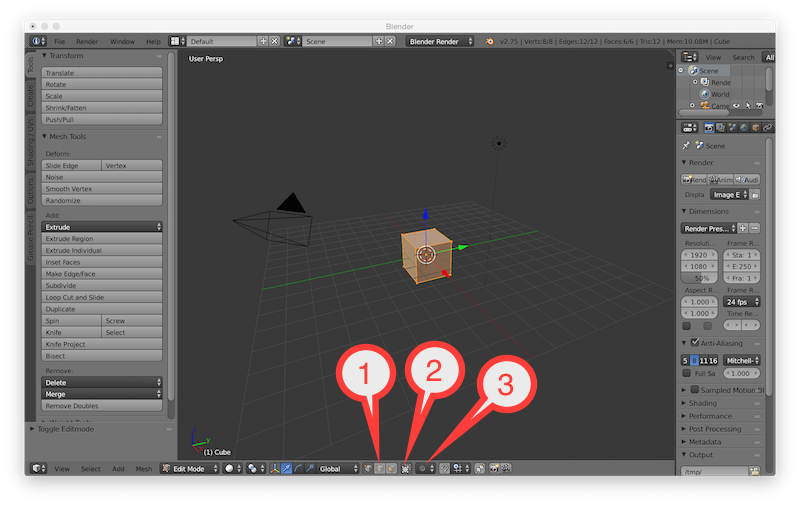 Blender
File Render Window Help Default Scene Blender Render v2.75 | Verts:8/8 | Edges:12/12 | Faces:6/6 | Tris:12 | Mem:10.08M | Cube
Tools
Create
Shading / UVs
Options
Grease Pencil
Transform
Translate
Rotate
Scale
Shrink/Fatten
Push/Pull
Mesh Tools
Deform:
Slide Edge Vertex
Noise
Smooth Vertex
Randomize
Add:
Extrude
Extrude Region
Extrude Individual
Inset Faces
Make Edge/Face
Subdivide
Loop Cut and Slide
Duplicate
Spin Screw
Knife Select
Knife Project
Bisect
Remove:
Delete
Merge
Remove Doubles
Toggle Editmode
User Persp
1
2
3
z
y
(1) Cube
View Select Add Mesh Edit Mode Global
View Search All
Scene
Rende
World
Came
Scene
Render
Rend Anim Audi
Displa Image E
Dimensions
Render Pres...
Resoluti... Frame R...
1920 Sta: 1
1080 E:250
50% Fra: 1
Aspect R... Frame R...
1.000 24 fps
1.000 Time Re...
Anti-Aliasing
5 8 11 16 Mitchell-
Full Sa 1.000
Sampled Motion Bl
Shading
Performance
Post Processing
Metadata
Output
/tmp/